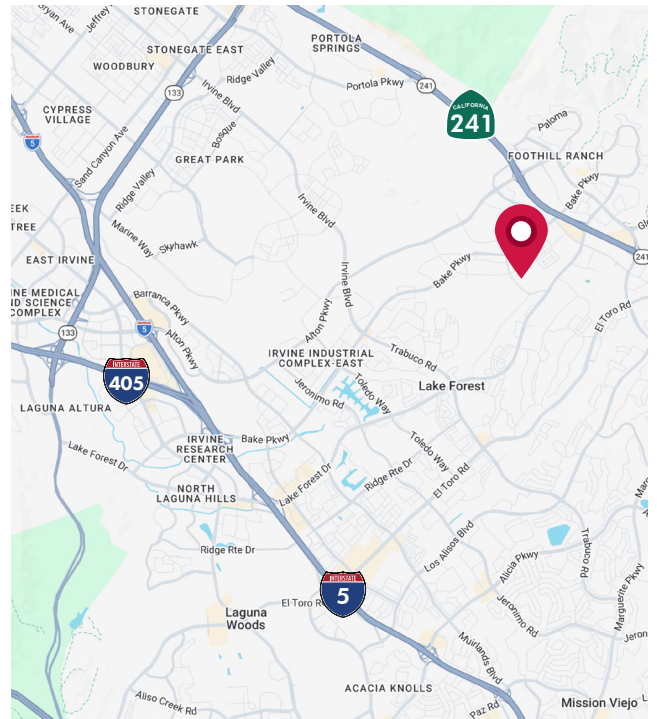 STONEGATE
Jeffrey
STONEGATE EAST
PORTOLA
SPRINGS
WOODBURY
Ridge Valley
Portola Pkwy
241
133
Irvine Blvd
CYPRESS
VILLAGE
CALIFORNIA
241
Paloma
5
Sand Canyon Ave
Bosque
GREAT PARK
FOOTHILL RANCH
Ridge Valley
Bake Pkwy
Irvine Blvd
Marine Way
Skyhawk
EEK
TREE
EAST IRVINE
Irvine Blvd
Bake Pkwy
241
NE MEDICAL
ND SCIENCE
COMPLEX
Barranca Pkwy
Alton Pkwy
El Toro Rd
133
5
Alton Pkwy
Trabuco Rd
INTERSTATE
405
IRVINE INDUSTRIAL
COMPLEX-EAST
Toledo Way
Lake Forest
Jeronimo Rd
LAGUNA ALTURA
IRVINE
RESEARCH
CENTER
Bake Pkwy
Toledo Way
Lake Forest Dr
NORTH
LAGUNA HILLS
Lake Forest Dr
Ridge Rte Dr
El Toro Rd
Ridge Rte Dr
Los Alisos Blvd
Alicia Pkwy
Trabuco Rd
Marguerite Pkwy
INTERSTATE
5
El Toro R
Laguna
Woods
Jeronimo Rd
Jeron
Muirlands Blvd
ACACIA KNOLLS
Aliso Creek Rd
Paz Rd
Mission Viejo